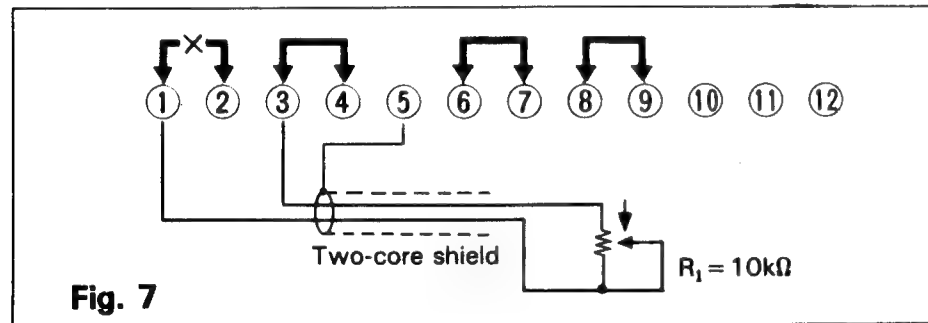 ① ② ③ ④ ⑤ ⑥ ⑦ ⑧ ⑨ ⑩ ⑪ ⑫
Two-core shield
R₁ = 10kΩ
Fig. 7